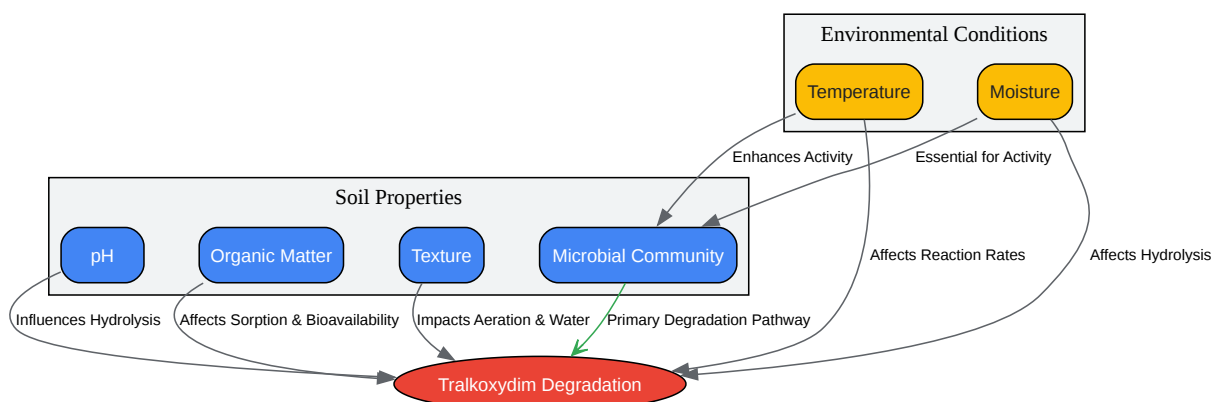 Environmental Conditions
Temperature
Moisture
Enhances Activity
Essential for Activity
Soil Properties
pH
Organic Matter
Texture
Microbial Community
Affects Reaction Rates
Affects Hydrolysis
Influences Hydrolysis
Affects Sorption & Bioavailability
Impacts Aeration & Water
Primary Degradation Pathway
Tralkoxydim Degradation